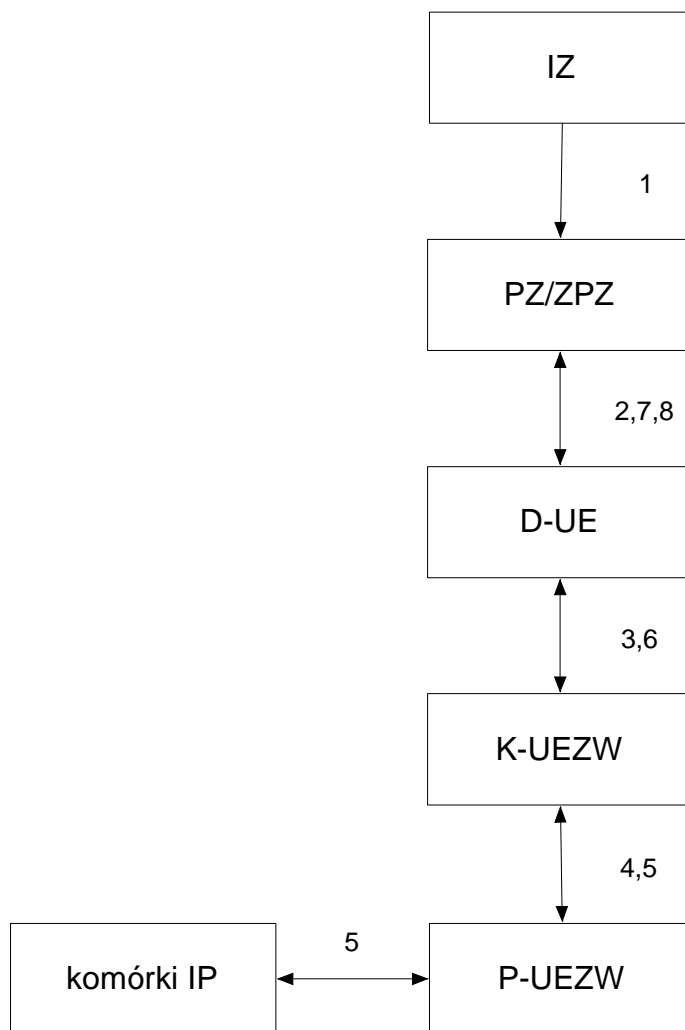 IZ
1
PZ/ZPZ
2,7,8
D-UE
3,6
K-UEZW
4,5
komórki IP
5
P-UEZW